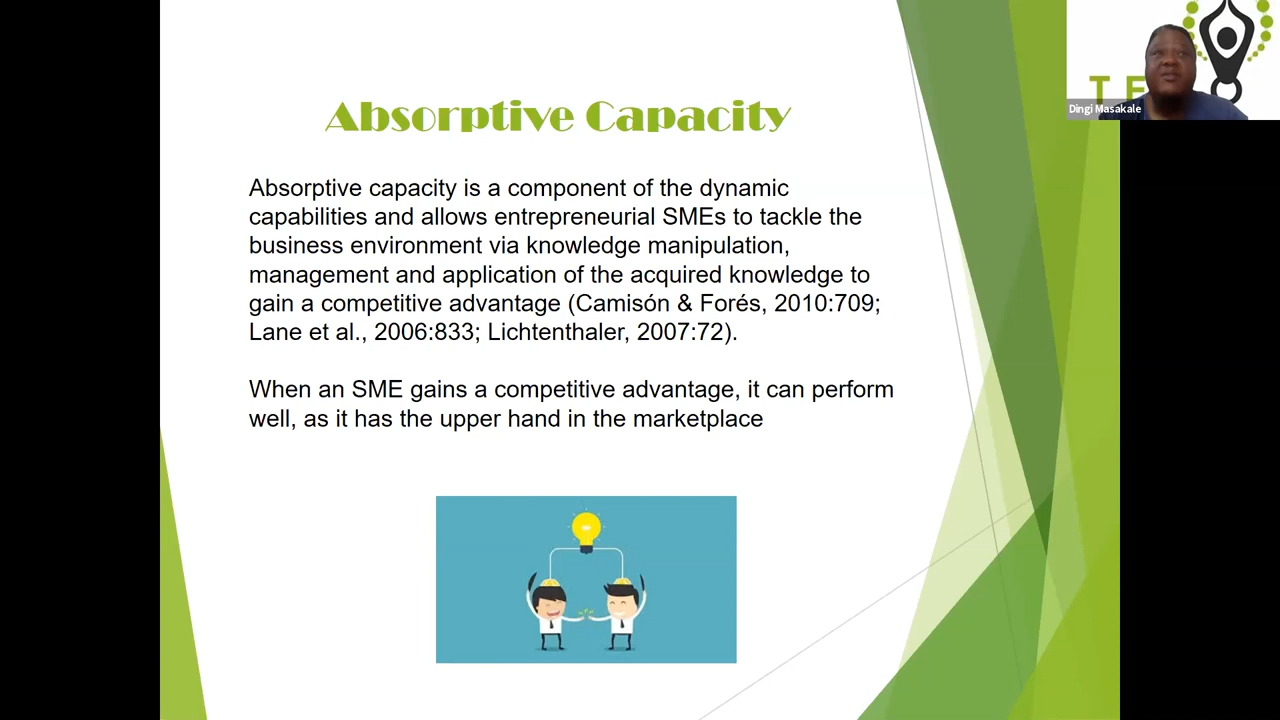 Absorptive Capacity
Absorptive capacity is a component of the dynamic
capabilities and allows entrepreneurial SMEs to tackle the
business environment via knowledge manipulation,
management and application of the acquired knowledge to
gain a competitive advantage (Camisón & Forés, 2010:709;
Lane et al., 2006:833; Lichtenthaler, 2007:72).
When an SME gains a competitive advantage, it can perform
well, as it has the upper hand in the marketplace
Dingi Masakale